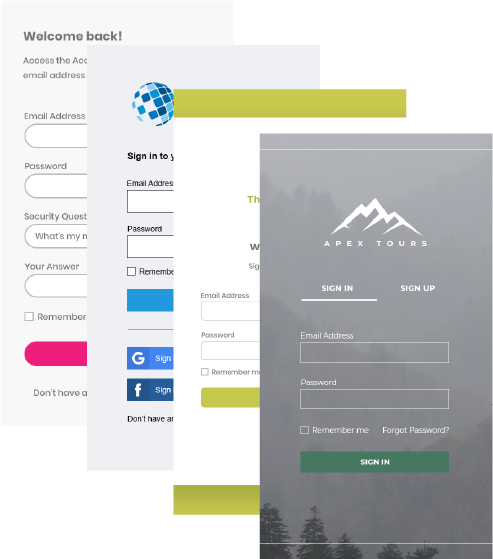 Welcome back!
Access the Acc
email address
Email Address
Password
Security Quest
What's my m
Your Answer
Remember
Don't have a
Sign in to y
Email Address
Password
Remembe
G Sign
f Sign
Don't have an
Th
W
Sig
Email Address
Password
Remember me
APEX TOURS
SIGN IN SIGN UP
Email Address
Password
Remember me Forgot Password?
SIGN IN